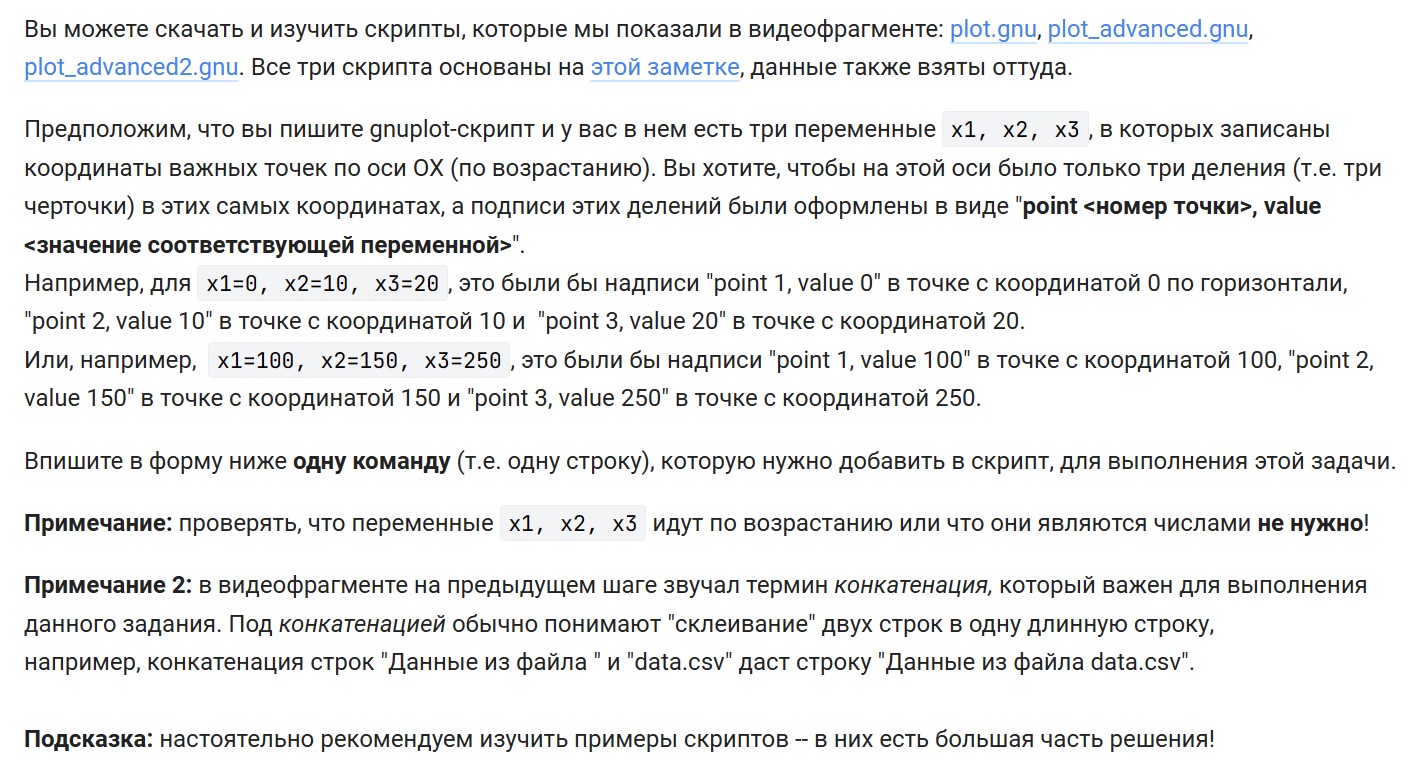 Вы можете скачать и изучить скрипты, которые мы показали в видеофрагменте: plot.gnu, plot_advanced.gnu,
plot_advanced2.gnu. Все три скрипта основаны на этой заметке, данные также взяты оттуда.
Предположим, что вы пишите gnuplot-скрипт и у вас в нем есть три переменные x1, x2, x3, в которых записаны
координаты важных точек по оси OX (по возрастанию). Вы хотите, чтобы на этой оси было только три деления (т.е. три
черточки) в этих самых координатах, а подписи этих делений были оформлены в виде "point <номер точки>, value
<значение соответствующей переменной>".
Например, для x1=0, x2=10, x3=20, это были бы надписи "point 1, value 0" в точке с координатой 0 по горизонтали,
"point 2, value 10" в точке с координатой 10 и "point 3, value 20" в точке с координатой 20.
Или, например, x1=100, x2=150, x3=250, это были бы надписи "point 1, value 100" в точке с координатой 100, "point 2,
value 150" в точке с координатой 150 и "point 3, value 250" в точке с координатой 250.
Впишите в форму ниже одну команду (т.е. одну строку), которую нужно добавить в скрипт, для выполнения этой задачи.
Примечание: проверять, что переменные x1, x2, x3 идут по возрастанию или что они являются числами не нужно!
Примечание 2: в видеофрагменте на предыдущем шаге звучал термин конкатенация, который важен для выполнения
данного задания. Под конкатенацией обычно понимают "склеивание" двух строк в одну длинную строку,
например, конкатенация строк "Данные из файла " и "data.csv" даст строку "Данные из файла data.csv".
Подсказка: настоятельно рекомендуем изучить примеры скриптов -- в них есть большая часть решения!